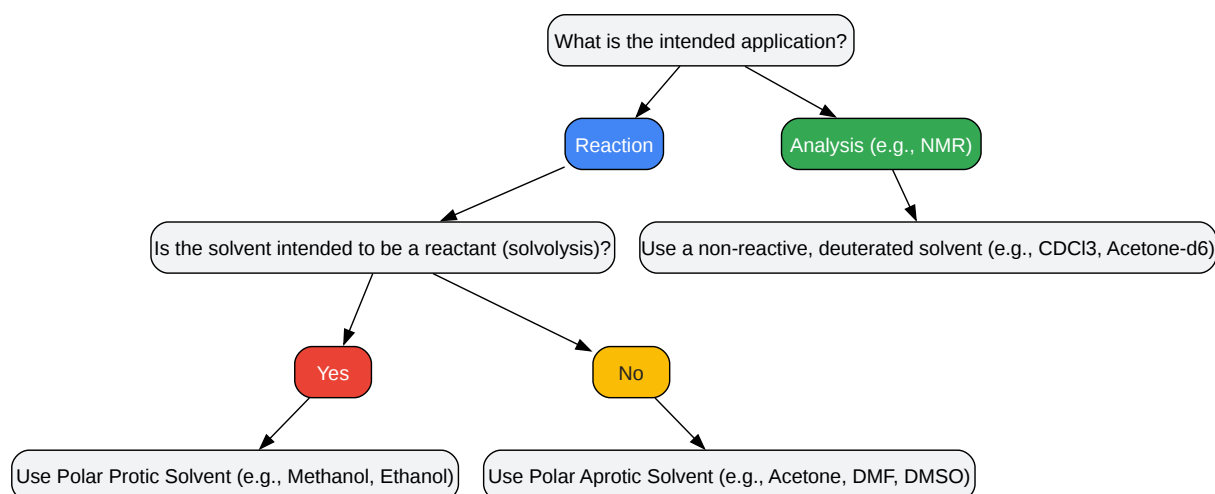 What is the intended application?
Reaction
Analysis (e.g., NMR)
Is the solvent intended to be a reactant (solvolysis)?
Use a non-reactive, deuterated solvent (e.g., CDCl3, Acetone-d6)
Yes
No
Use Polar Protic Solvent (e.g., Methanol, Ethanol)
Use Polar Aprotic Solvent (e.g., Acetone, DMF, DMSO)